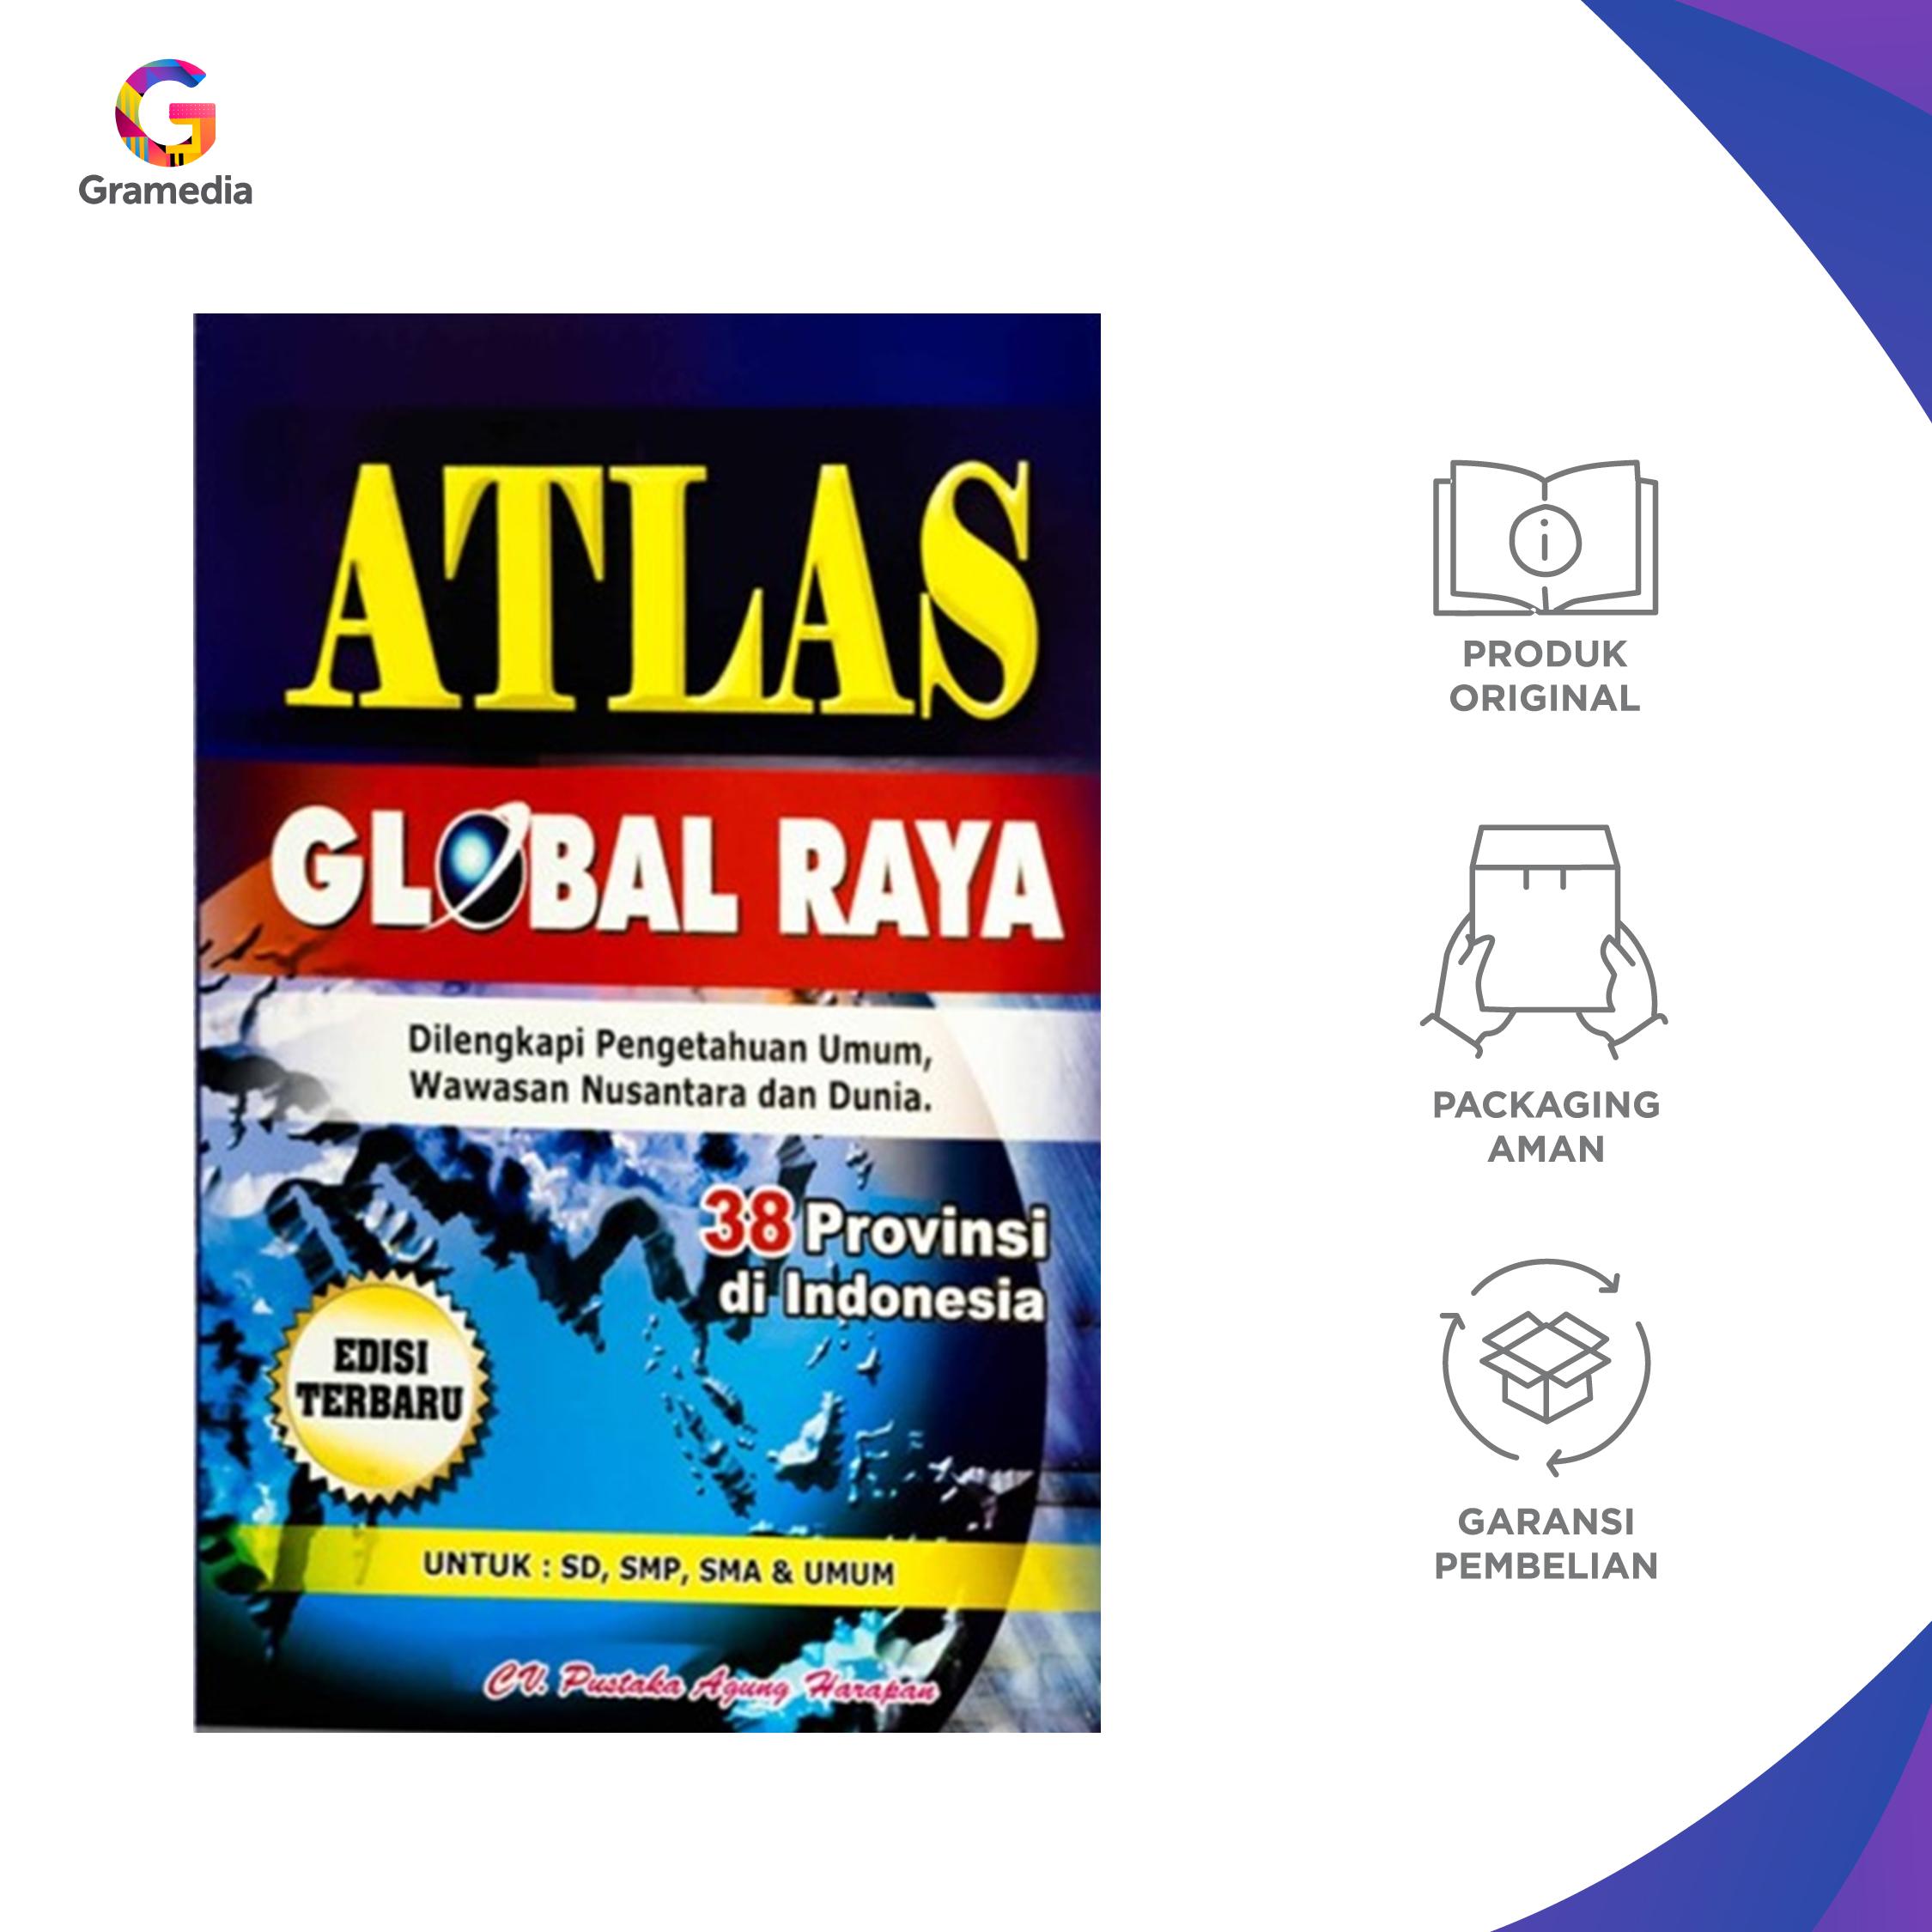 Gramedia
ATLAS
GLOBAL RAYA
Dilengkapi Pengetahuan Umum,
Wawasan Nusantara dan Dunia.
38 Provinsi
di Indonesia
EDISI
TERBARU
UNTUK : SD, SMP, SMA & UMUM
CV. Pustaka Agung Harapan
PRODUK
ORIGINAL
PACKAGING
AMAN
GARANSI
PEMBELIAN